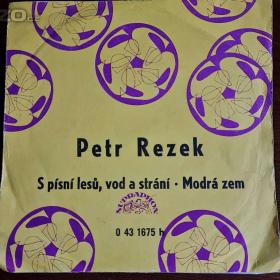 Petr Rezek
S písní lesů, vod a strání · Modrá zem
SUPRAPHON
0 43 1675 h